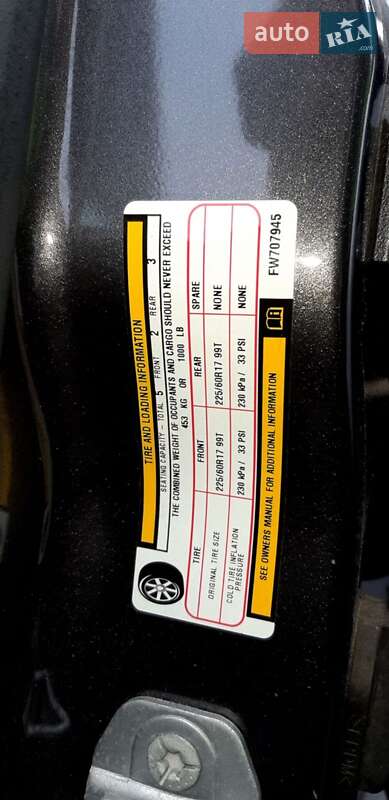 auto RIA
.com
TIRE AND LOADING INFORMATION
SEATING CAPACITY - TOTAL 5 FRONT 2 REAR 3
THE COMBINED WEIGHT OF OCCUPANTS AND CARGO SHOULD NEVER EXCEED
453 KG OR 1000 LB
TIRE FRONT REAR SPARE
ORIGINAL TIRE SIZE 225/60R17 99T 225/60R17 99T NONE
COLD TIRE INFLATION PRESSURE 230 kPa / 33 PSI 230 kPa / 33 PSI NONE
SEE OWNERS MANUAL FOR ADDITIONAL INFORMATION
FW707945